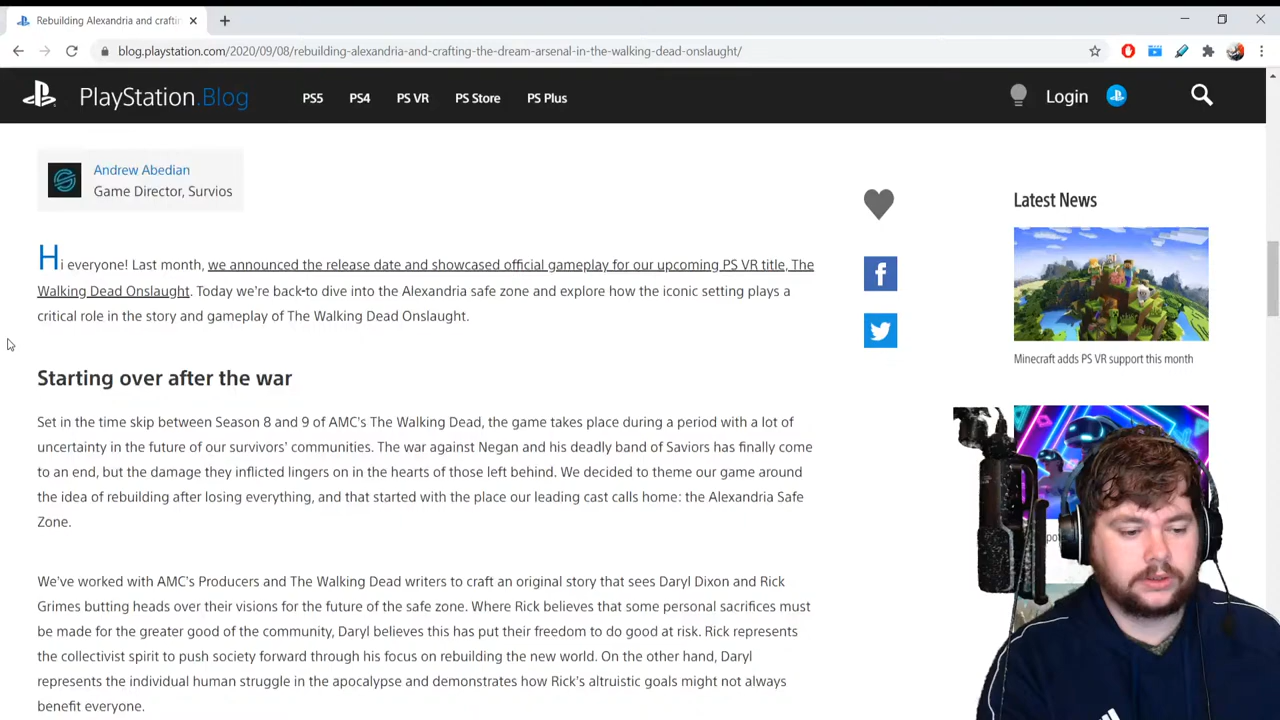 Rebuilding Alexandria and craftin
blog.playstation.com/2020/09/08/rebuilding-alexandria-and-crafting-the-dream-arsenal-in-the-walking-dead-onslaught/
PlayStation.Blog
PS5 PS4 PS VR PS Store PS Plus
Login
Andrew Abedian
Game Director, Survios
Hi everyone! Last month, we announced the release date and showcased official gameplay for our upcoming PS VR title, The
Walking Dead Onslaught. Today we're back to dive into the Alexandria safe zone and explore how the iconic setting plays a
critical role in the story and gameplay of The Walking Dead Onslaught.
Starting over after the war
Set in the time skip between Season 8 and 9 of AMC's The Walking Dead, the game takes place during a period with a lot of
uncertainty in the future of our survivors' communities. The war against Negan and his deadly band of Saviors has finally come
to an end, but the damage they inflicted lingers on in the hearts of those left behind. We decided to theme our game around
the idea of rebuilding after losing everything, and that started with the place our leading cast calls home: the Alexandria Safe
Zone.
We've worked with AMC's Producers and The Walking Dead writers to craft an original story that sees Daryl Dixon and Rick
Grimes butting heads over their visions for the future of the safe zone. Where Rick believes that some personal sacrifices must
be made for the greater good of the community, Daryl believes this has put their freedom to do good at risk. Rick represents
the collectivist spirit to push society forward through his focus on rebuilding the new world. On the other hand, Daryl
represents the individual human struggle in the apocalypse and demonstrates how Rick's altruistic goals might not always
benefit everyone.
Latest News
Minecraft adds PS VR support this month